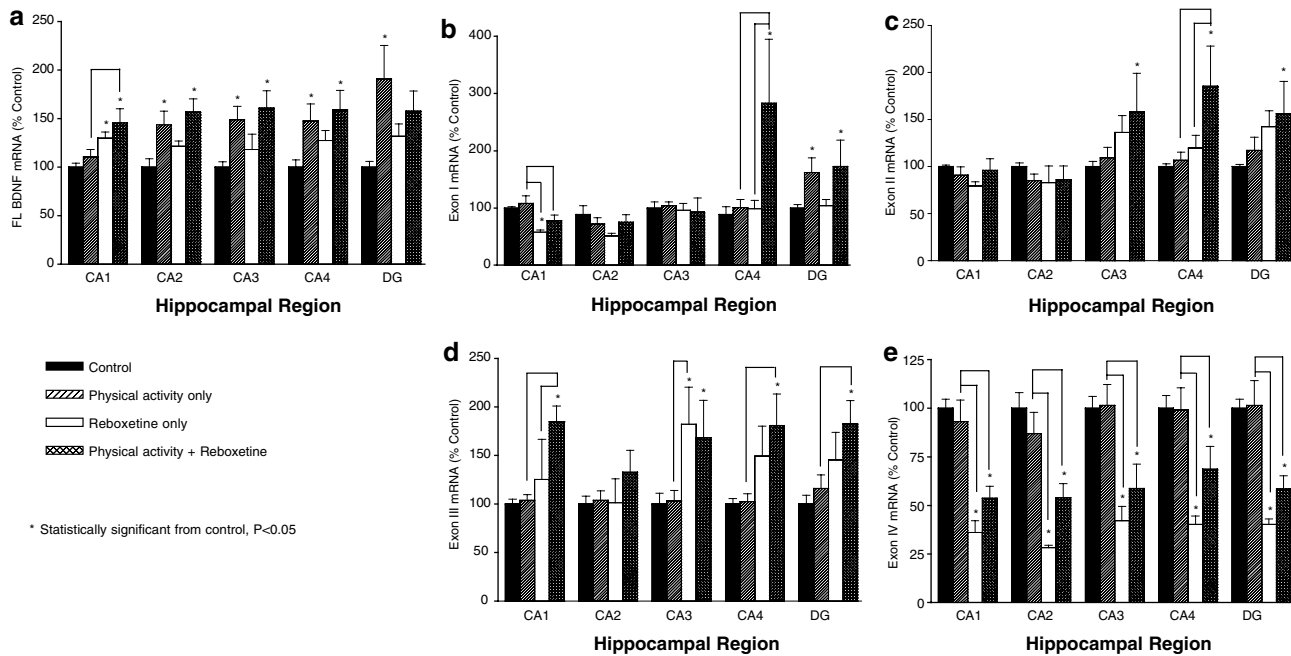 a
FL BDNF mRNA (% Control)
250
200
150
100
50
0
* * * * * * * * * *
CA1 CA2 CA3 CA4 DG
Hippocampal Region
b
Exon I mRNA (% Control)
400
300
200
100
50
0
* * * *
CA1 CA2 CA3 CA4 DG
Hippocampal Region
c
Exon II mRNA (% Control)
250
200
150
100
50
0
* * *
CA1 CA2 CA3 CA4 DG
Hippocampal Region
Control
Physical activity only
Reboxetine only
Physical activity + Reboxetine
* Statistically significant from control, P<0.05
d
Exon III mRNA (% Control)
250
200
150
100
50
0
* * * * *
CA1 CA2 CA3 CA4 DG
Hippocampal Region
e
Exon IV mRNA (% Control)
125
100
75
50
25
0
* * * * * * * * * *
CA1 CA2 CA3 CA4 DG
Hippocampal Region